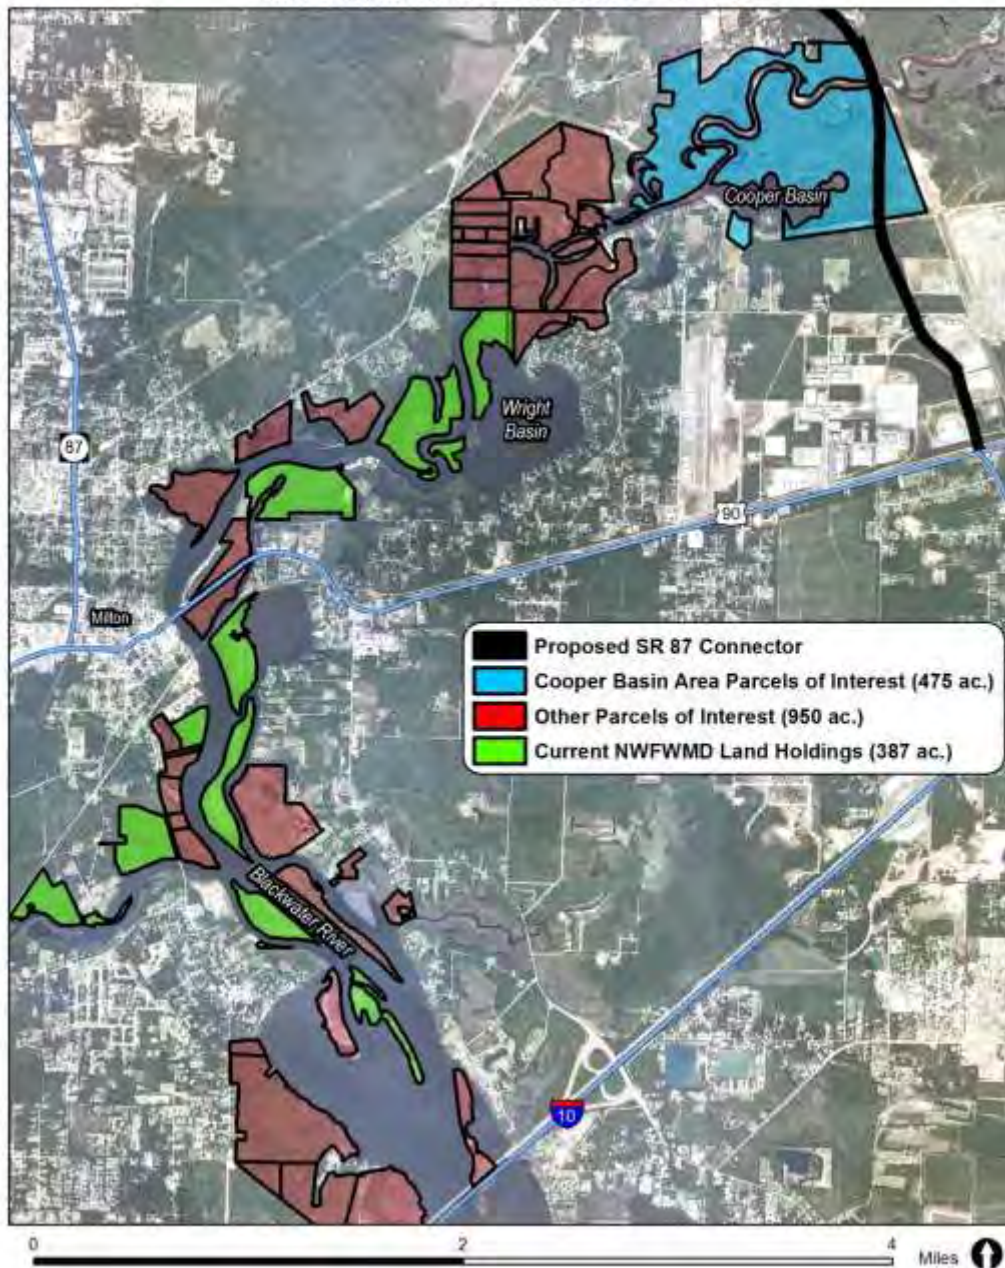 Cooper Basin
Wright
Basin
87
90
Milton
Proposed SR 87 Connector
Cooper Basin Area Parcels of Interest (475 ac.)
Other Parcels of Interest (950 ac.)
Current NWFWMD Land Holdings (387 ac.)
Blackwater River
10
0
2
4
Miles